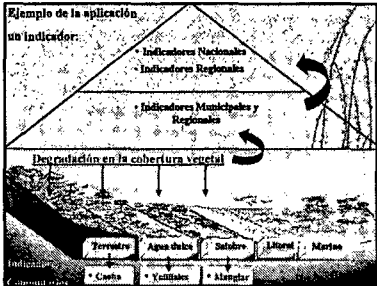 Ejemplo de la aplicación
un indicador:
• Indicadores Nacionales
• Indicadores Regionales
• Indicadores Municipales y
Regionales
Degradación en la cobertura vegetal
Terrestre Agua dulce Salobre Litoral Marino
• Manglar